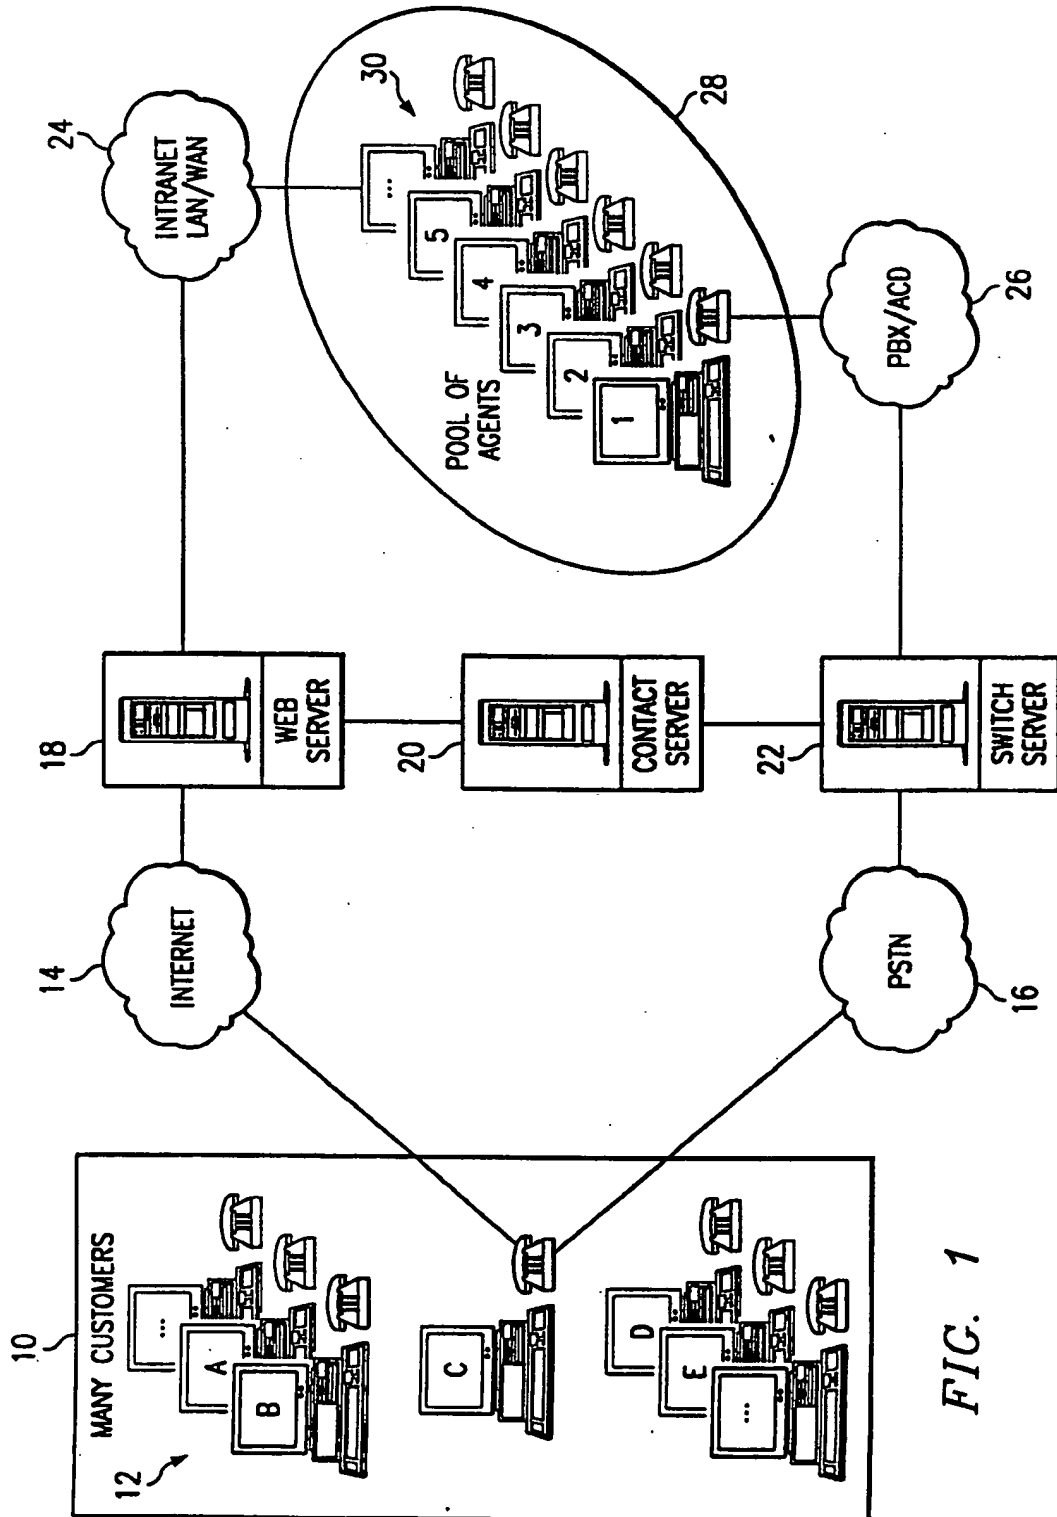 10
MANY CUSTOMERS
12
...
A
B
C
D
E
...
14
INTERNET
PSTN
16
18
WEB
SERVER
20
CONTACT
SERVER
22
SWITCH
SERVER
24
INTRANET
LAN/WAN
30
POOL OF
AGENTS
...
5
4
3
2
1
28
PBX/ACD
26
FIG. 1